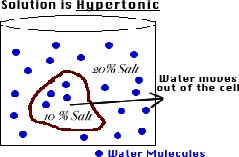 Solution is Hypertonic
20% Salt
Water moves
out of the cell
10 % Salt
Water Molecules